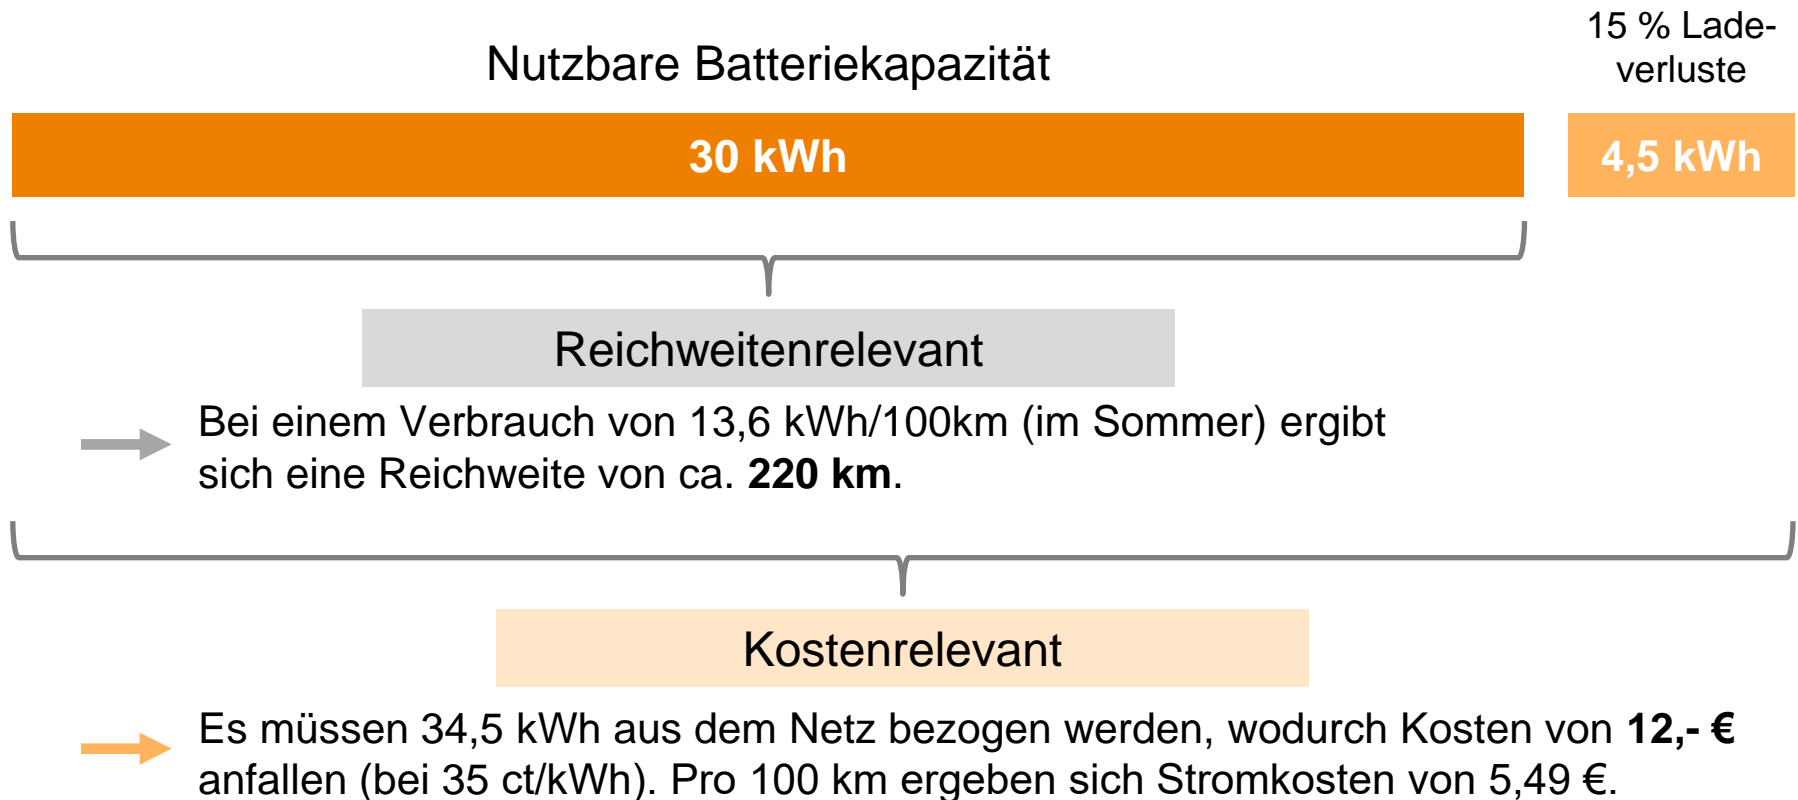 Nutzbare Batteriekapazität
15 % Lade-
verluste
30 kWh
4,5 kWh
Reichweitenrelevant
Bei einem Verbrauch von 13,6 kWh/100km (im Sommer) ergibt
sich eine Reichweite von ca. 220 km.
Kostenrelevant
Es müssen 34,5 kWh aus dem Netz bezogen werden, wodurch Kosten von 12,- €
anfallen (bei 35 ct/kWh). Pro 100 km ergeben sich Stromkosten von 5,49 €.